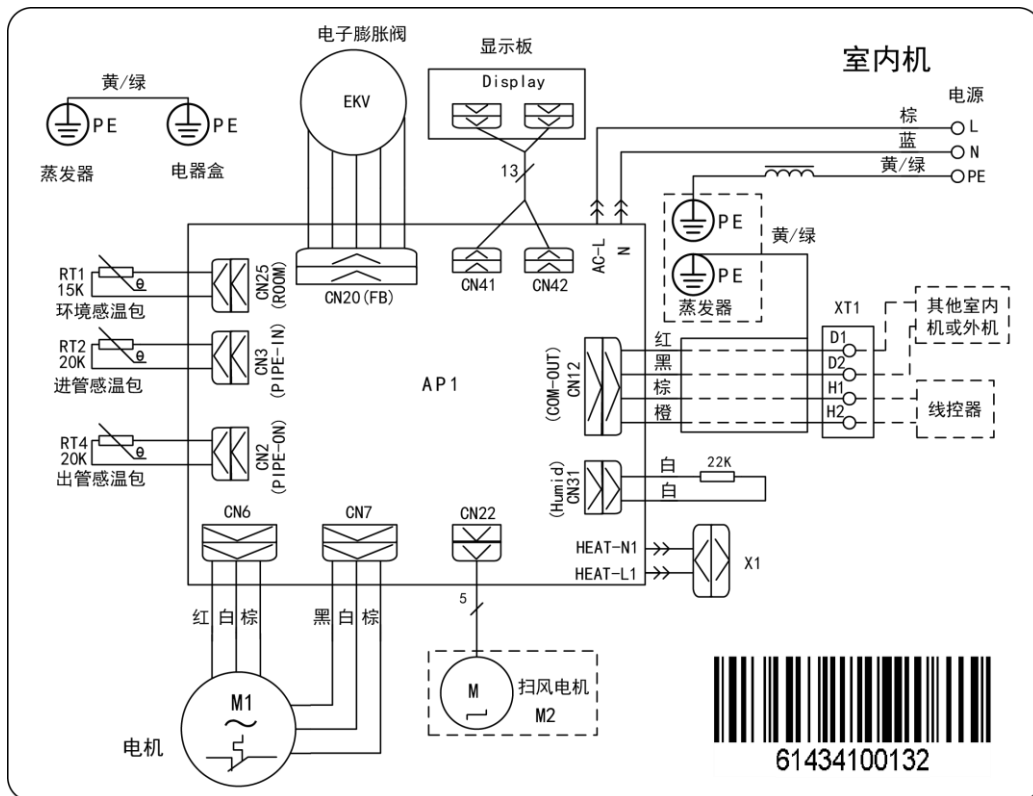 室内机
电子膨胀阀
EKV
显示板
Display
13
黄/绿
PE
PE
蒸发器
电器盒
电源
棕
L
蓝
N
黄/绿
PE
PE
黄/绿
PE
蒸发器
AC-L
N
CN20(FB)
CN41
CN42
RT1
15K
环境感温包
θ
CN25
(ROOM)
RT2
20K
进管感温包
θ
CN3
(PIPE-IN)
RT4
20K
出管感温包
θ
CN2
(PIPE-ON)
AP1
(COM-OUT)
CN12
红
黑
棕
橙
XT1
D1
D2
H1
H2
其他室内
机或外机
线控器
(Humid)
CN31
白
22K
白
HEAT-N1
HEAT-L1
X1
CN6
CN7
CN22
红 白 棕
黑 白 棕
5
M1
电机
M
扫风电机
M2
61434100132